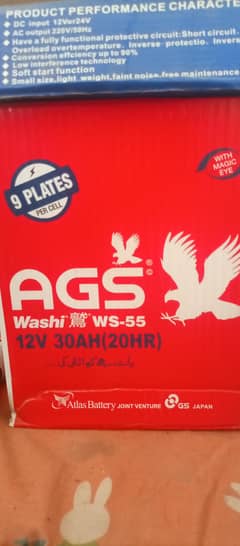 PRODUCT PERFORMANCE CHARACTE
DC input 12Vor24V
AC output 220V/50Hz
Have a fully functional protective circuit:Short circuit.
Overload overtemperature. Inverse protectio. Inver
Conversion efficiency up to 90%
Low interference technology
Soft start function
Small size,light weight,faint noise,free maintenance
9 PLATES
PER CELL
WITH
MAGIC
EYE
AGS
Washi 鷲 WS-55
12V 30AH(20HR)
Atlas Battery JOINT VENTURE GS JAPAN